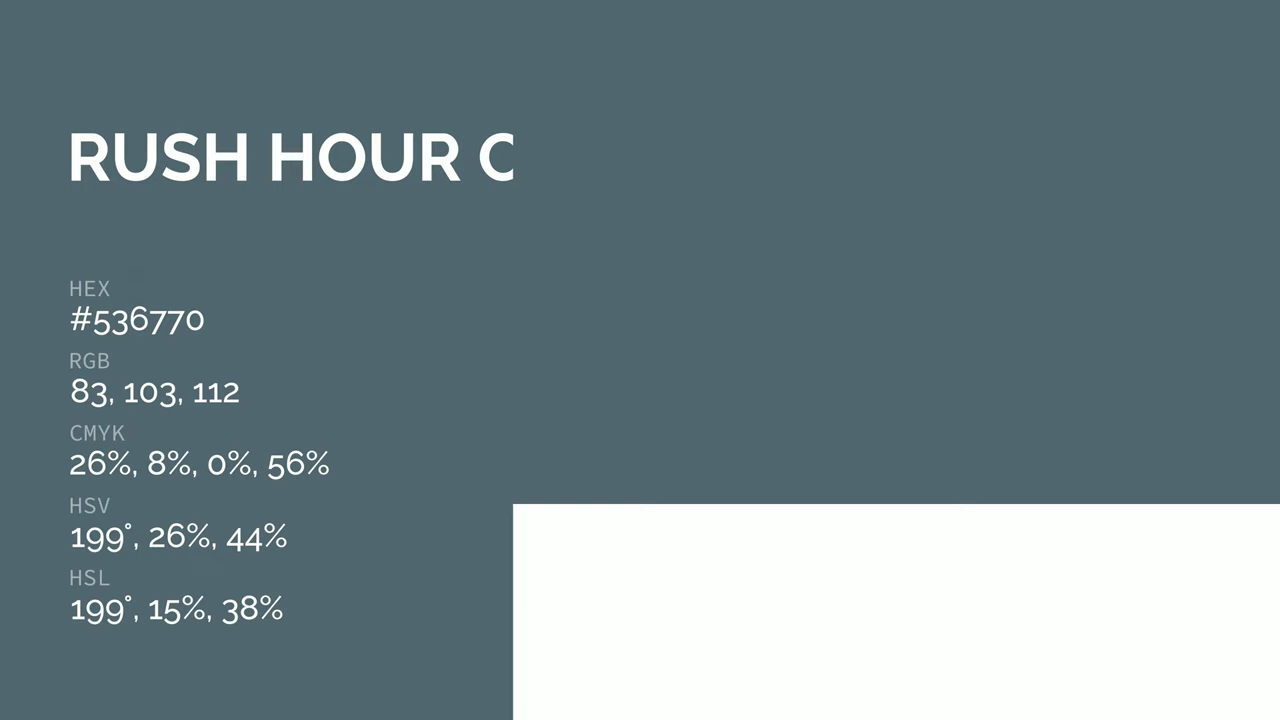 RUSH HOUR C
HEX
#536770
RGB
83, 103, 112
CMYK
26%, 8%, 0%, 56%
HSV
199°, 26%, 44%
HSL
199°, 15%, 38%